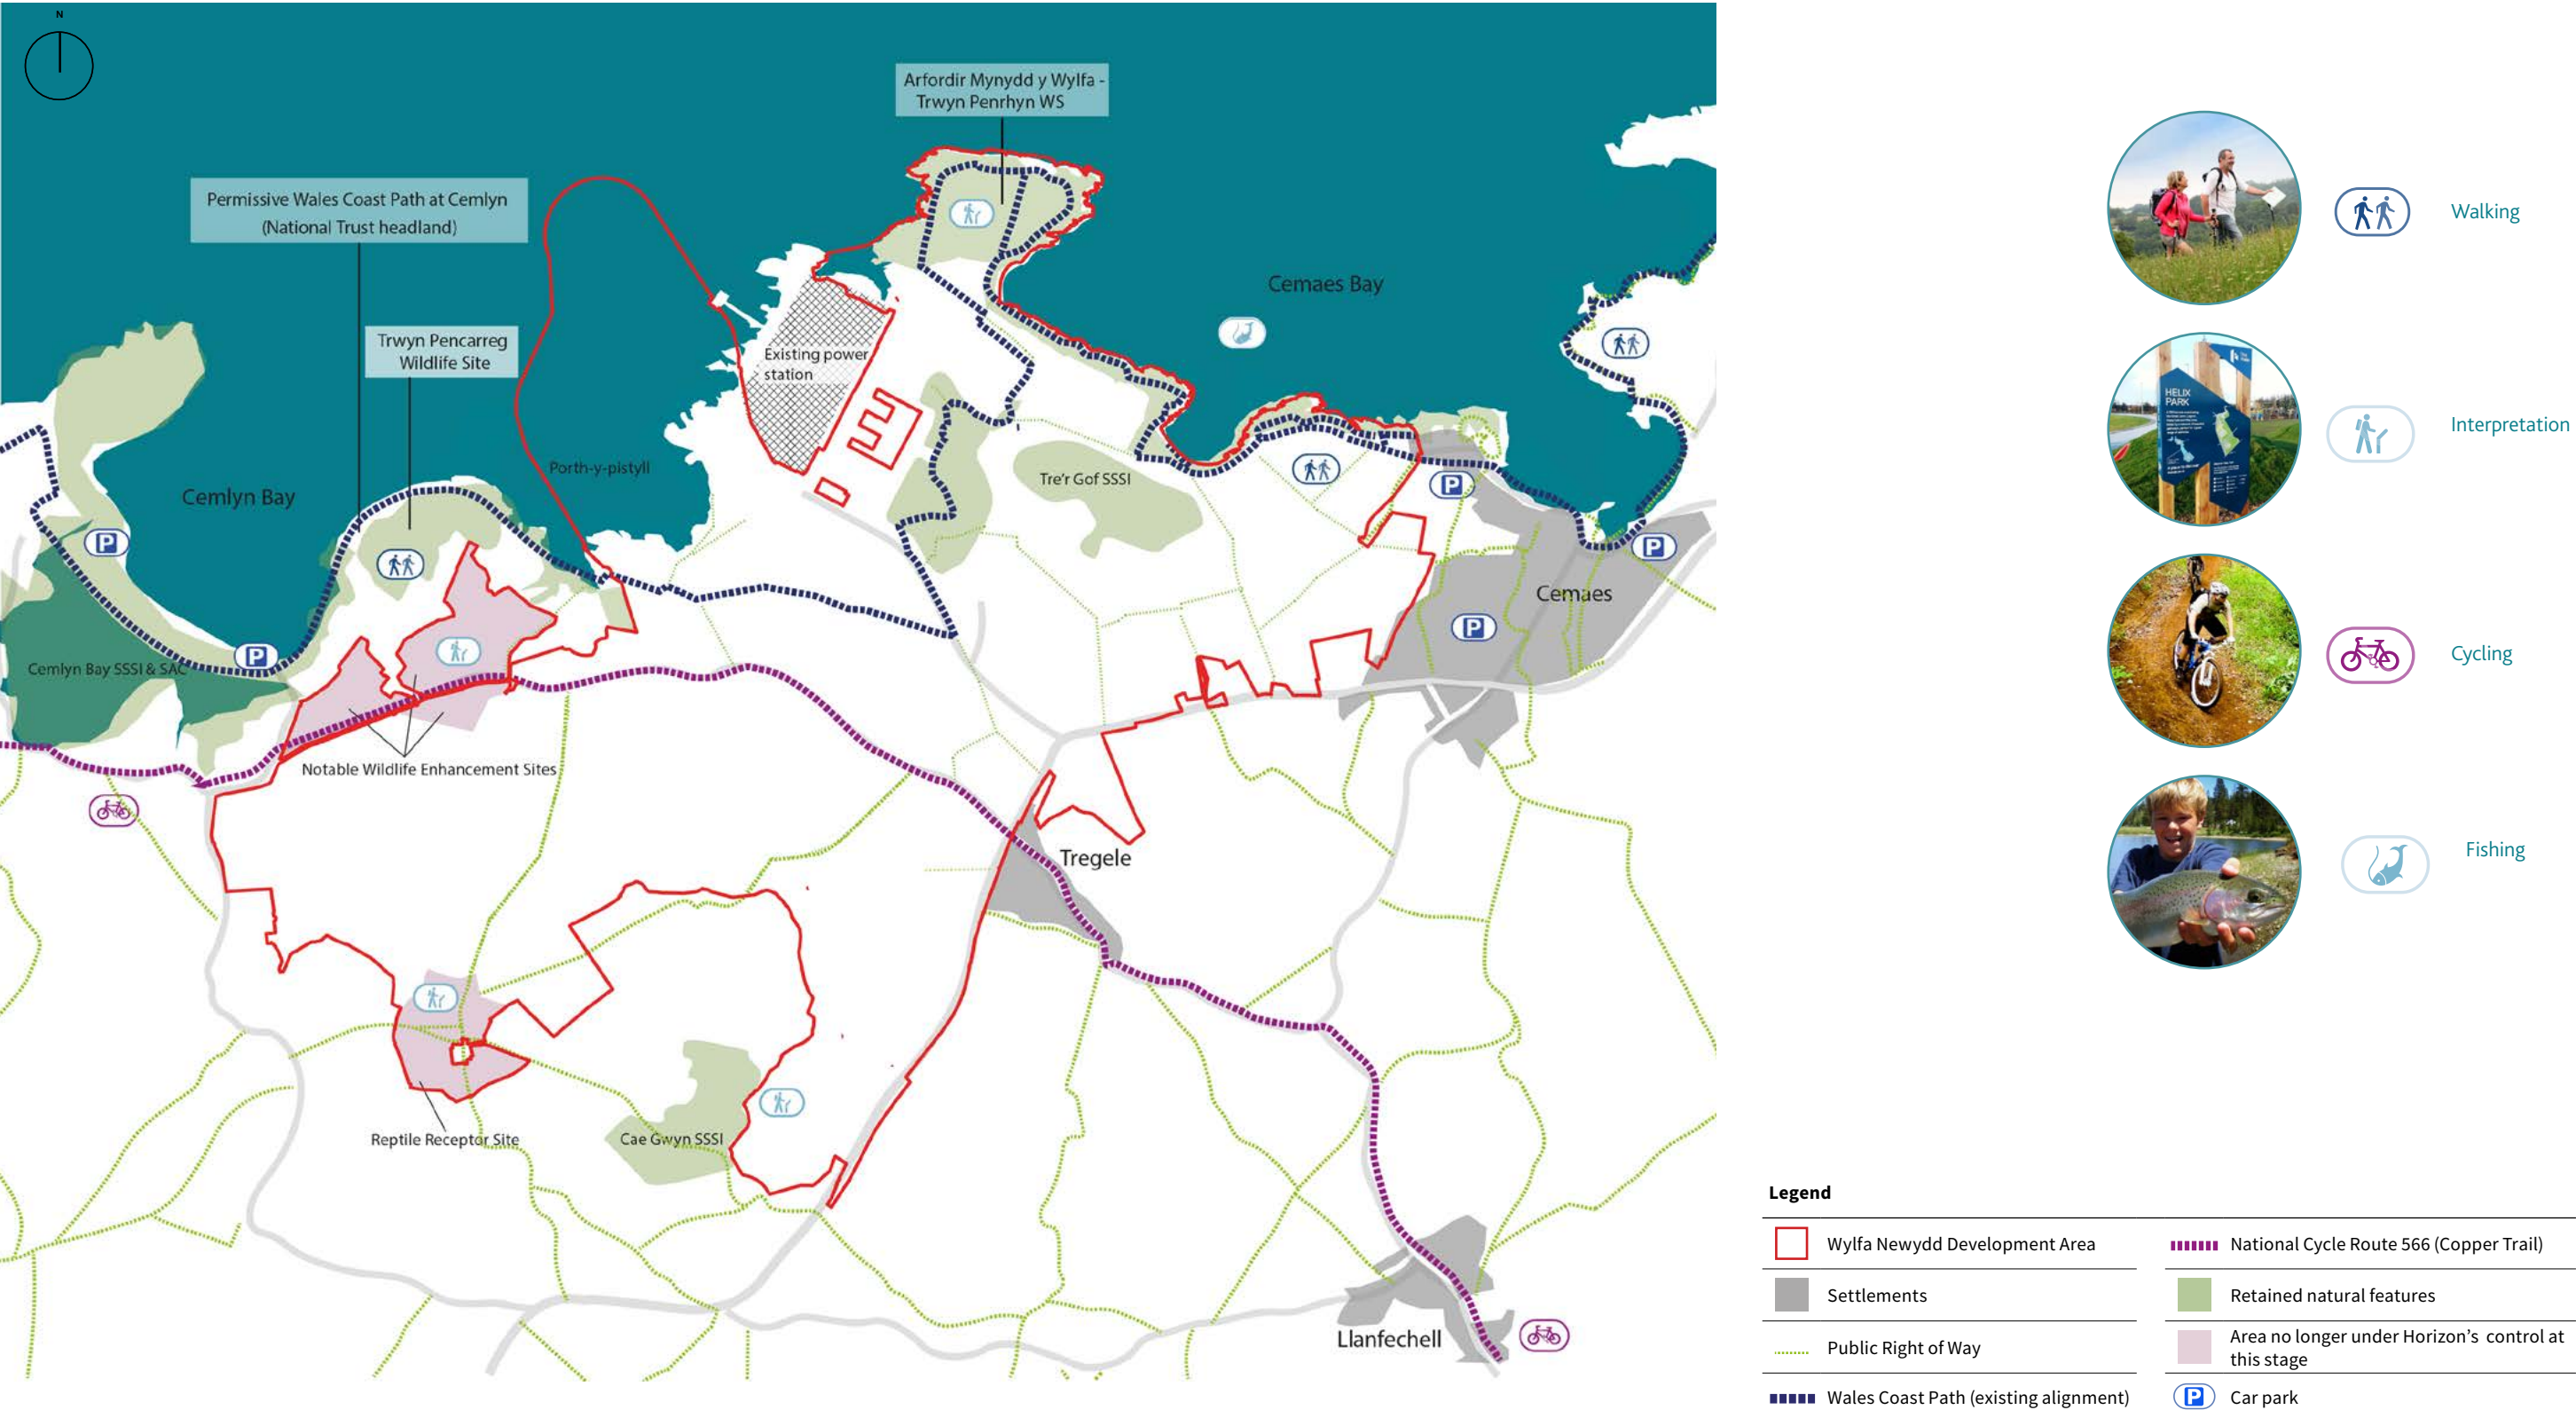 N
Arfordir Mynydd y Wylfa -
Trwyn Penrhyn WS
Permissive Wales Coast Path at Cemlyn
(National Trust headland)
Trwyn Pencarreg
Wildlife Site
Cemaes Bay
Existing power
station
Porth-y-pistyll
Cemlyn Bay
Tre'r Gof SSSI
P
P
P
P
P
Cemaes
Cemlyn Bay SSSI & SAC
Notable Wildlife Enhancement Sites
Tregele
Reptile Receptor Site
Cae Gwyn SSSI
Llanfechell
Walking
HELIX
PARK
Interpretation
Cycling
Fishing
Legend
Wylfa Newydd Development Area
Settlements
Public Right of Way
Wales Coast Path (existing alignment)
National Cycle Route 566 (Copper Trail)
Retained natural features
Area no longer under Horizon's control at
this stage
P Car park